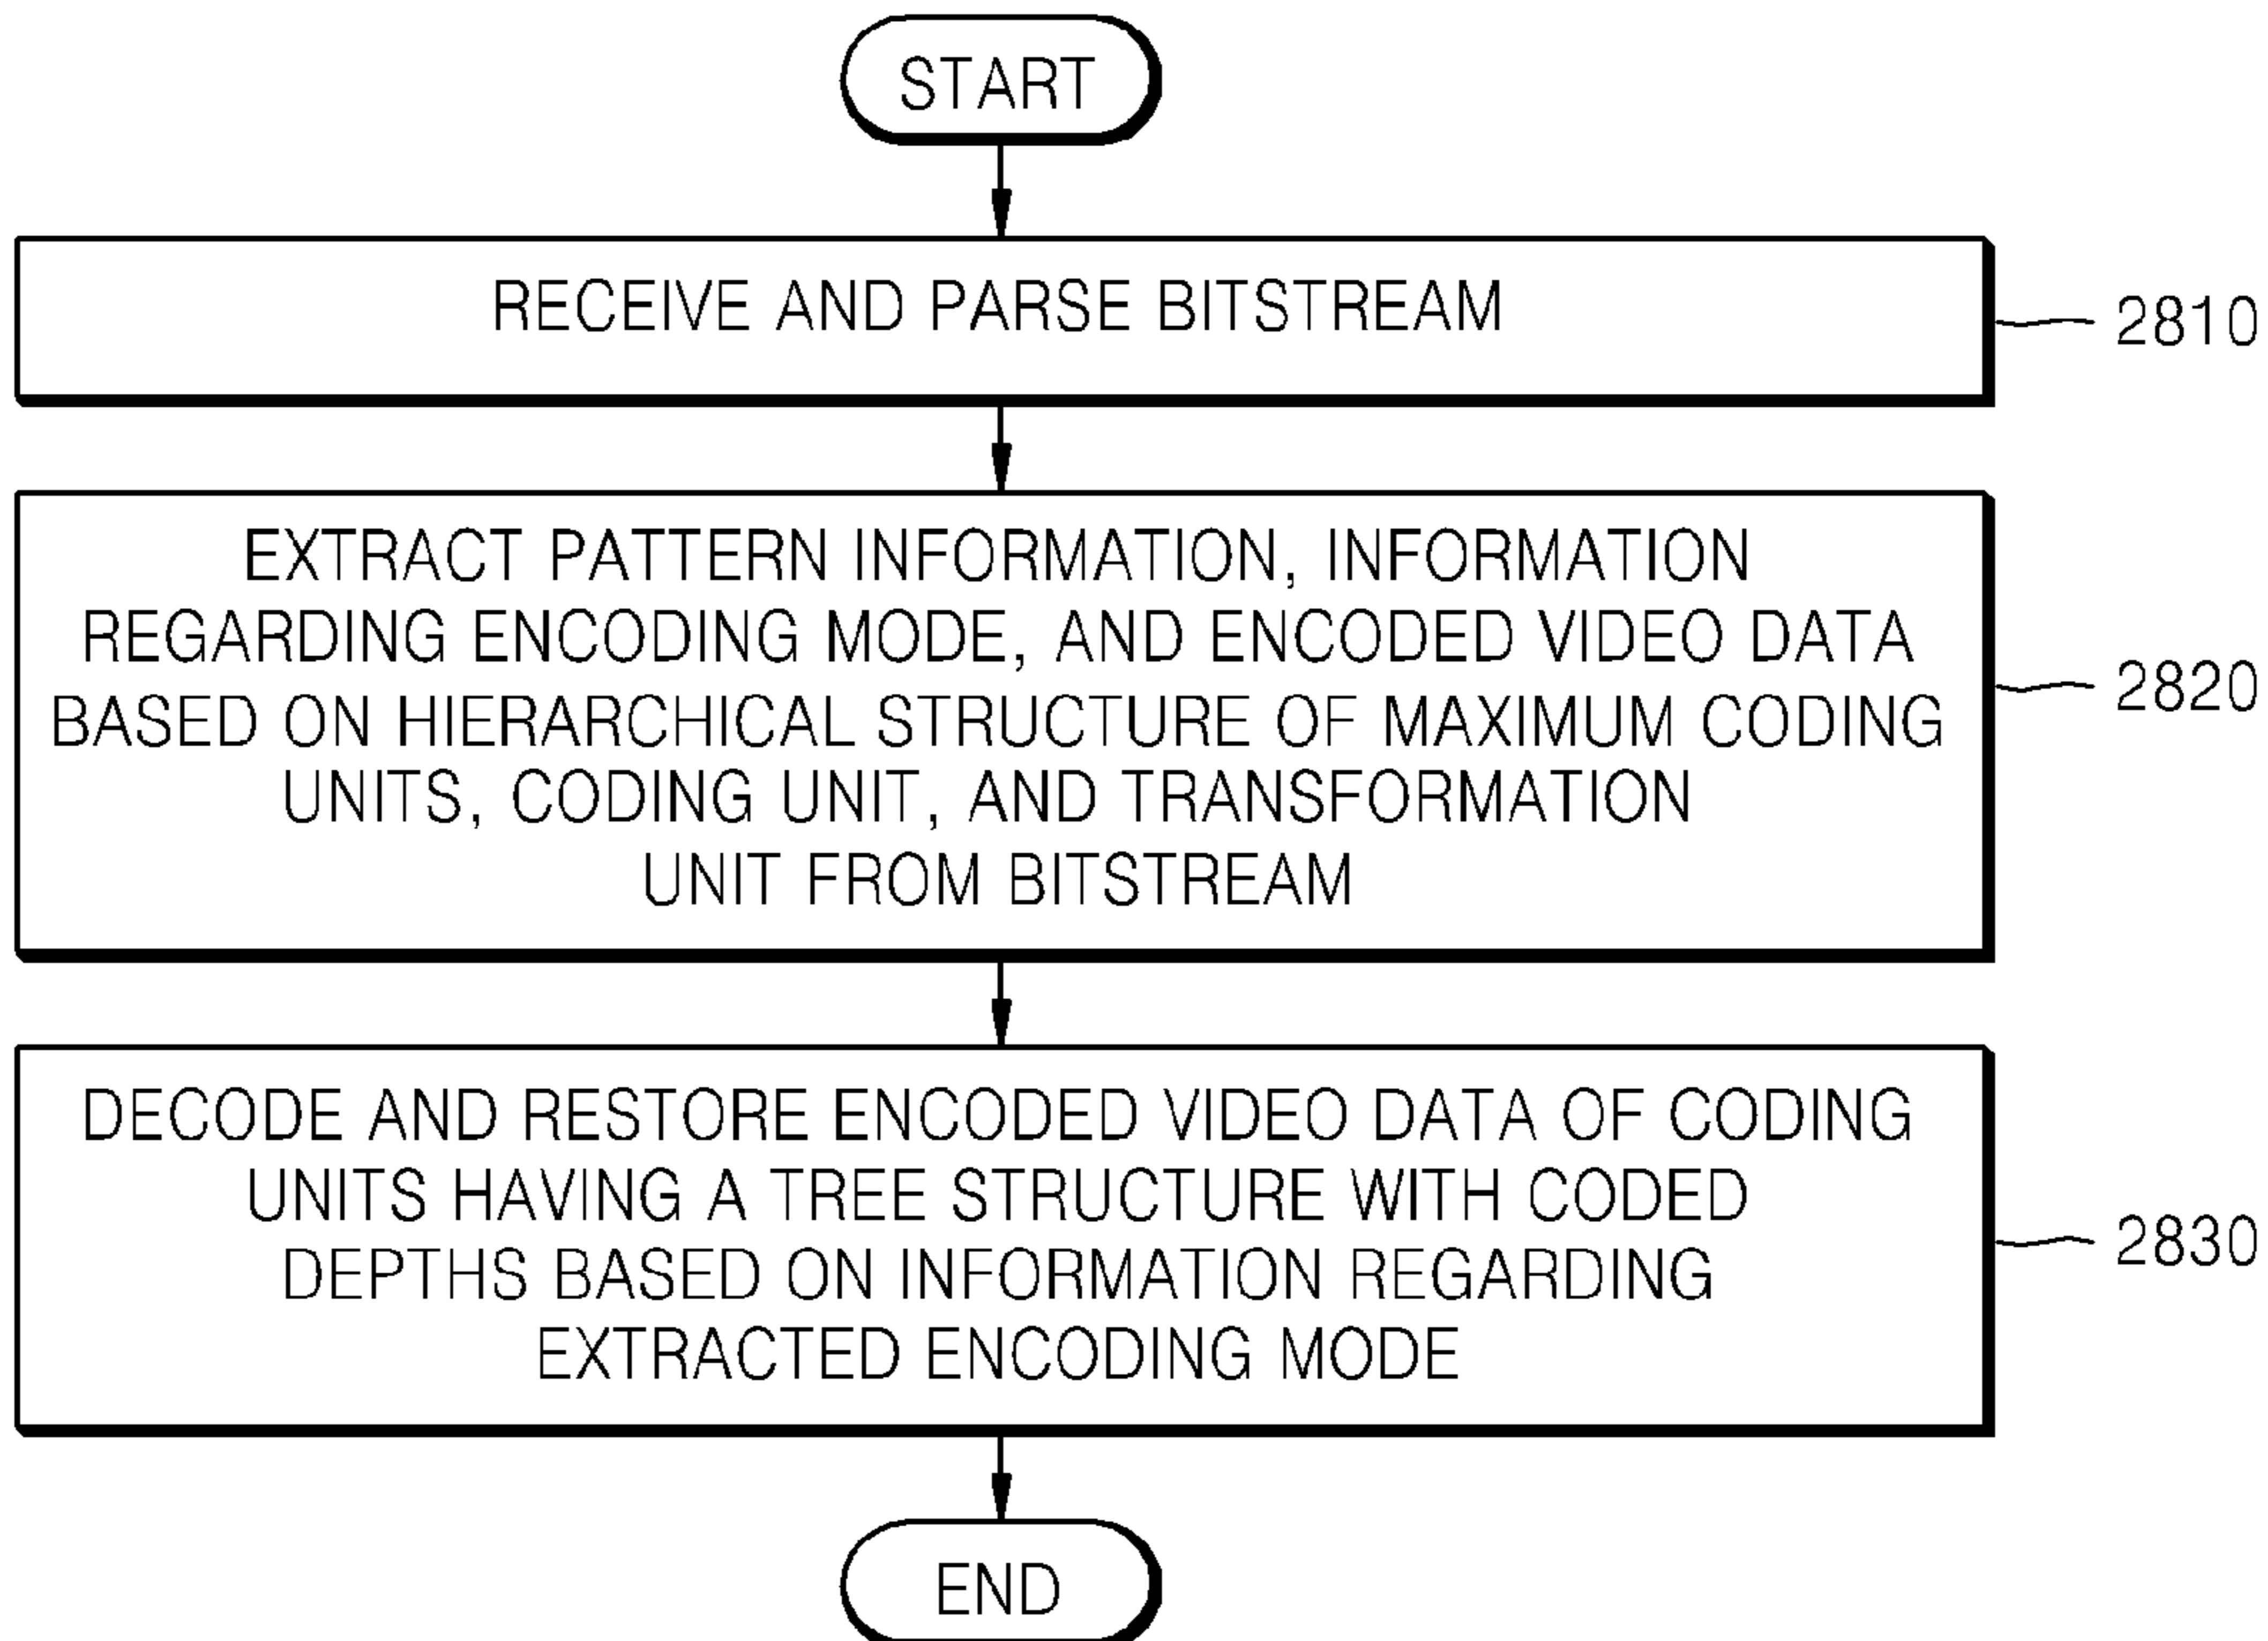 START
RECEIVE AND PARSE BITSTREAM
2810
EXTRACT PATTERN INFORMATION, INFORMATION
REGARDING ENCODING MODE, AND ENCODED VIDEO DATA
BASED ON HIERARCHICAL STRUCTURE OF MAXIMUM CODING
UNITS, CODING UNIT, AND TRANSFORMATION
UNIT FROM BITSTREAM
2820
DECODE AND RESTORE ENCODED VIDEO DATA OF CODING
UNITS HAVING A TREE STRUCTURE WITH CODED
DEPTHS BASED ON INFORMATION REGARDING
EXTRACTED ENCODING MODE
2830
END